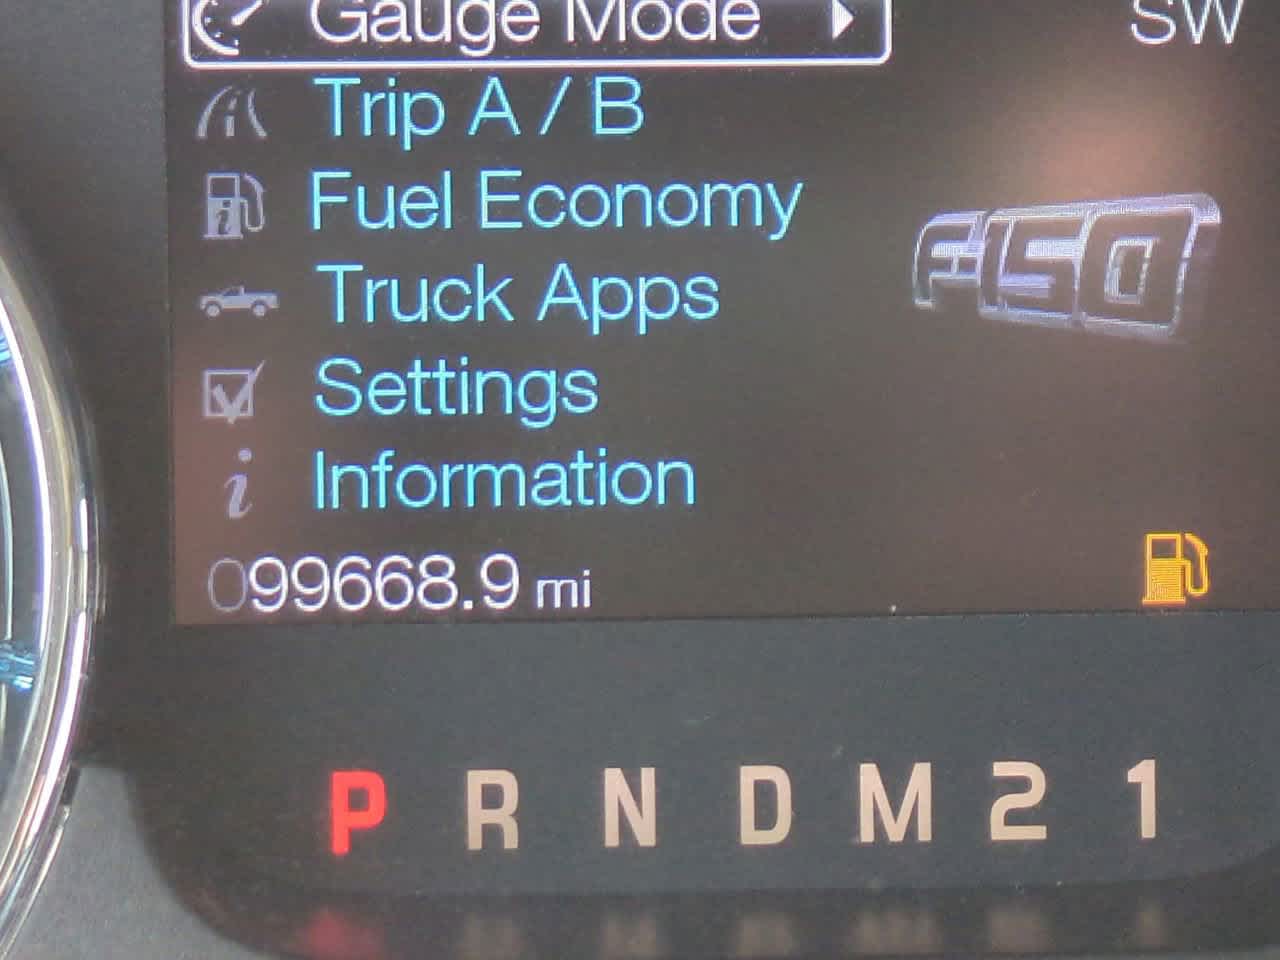 Gauge Mode
SW
Trip A / B
Fuel Economy
F-150
Truck Apps
Settings
Information
099668.9 mi
P R N D M 2 1